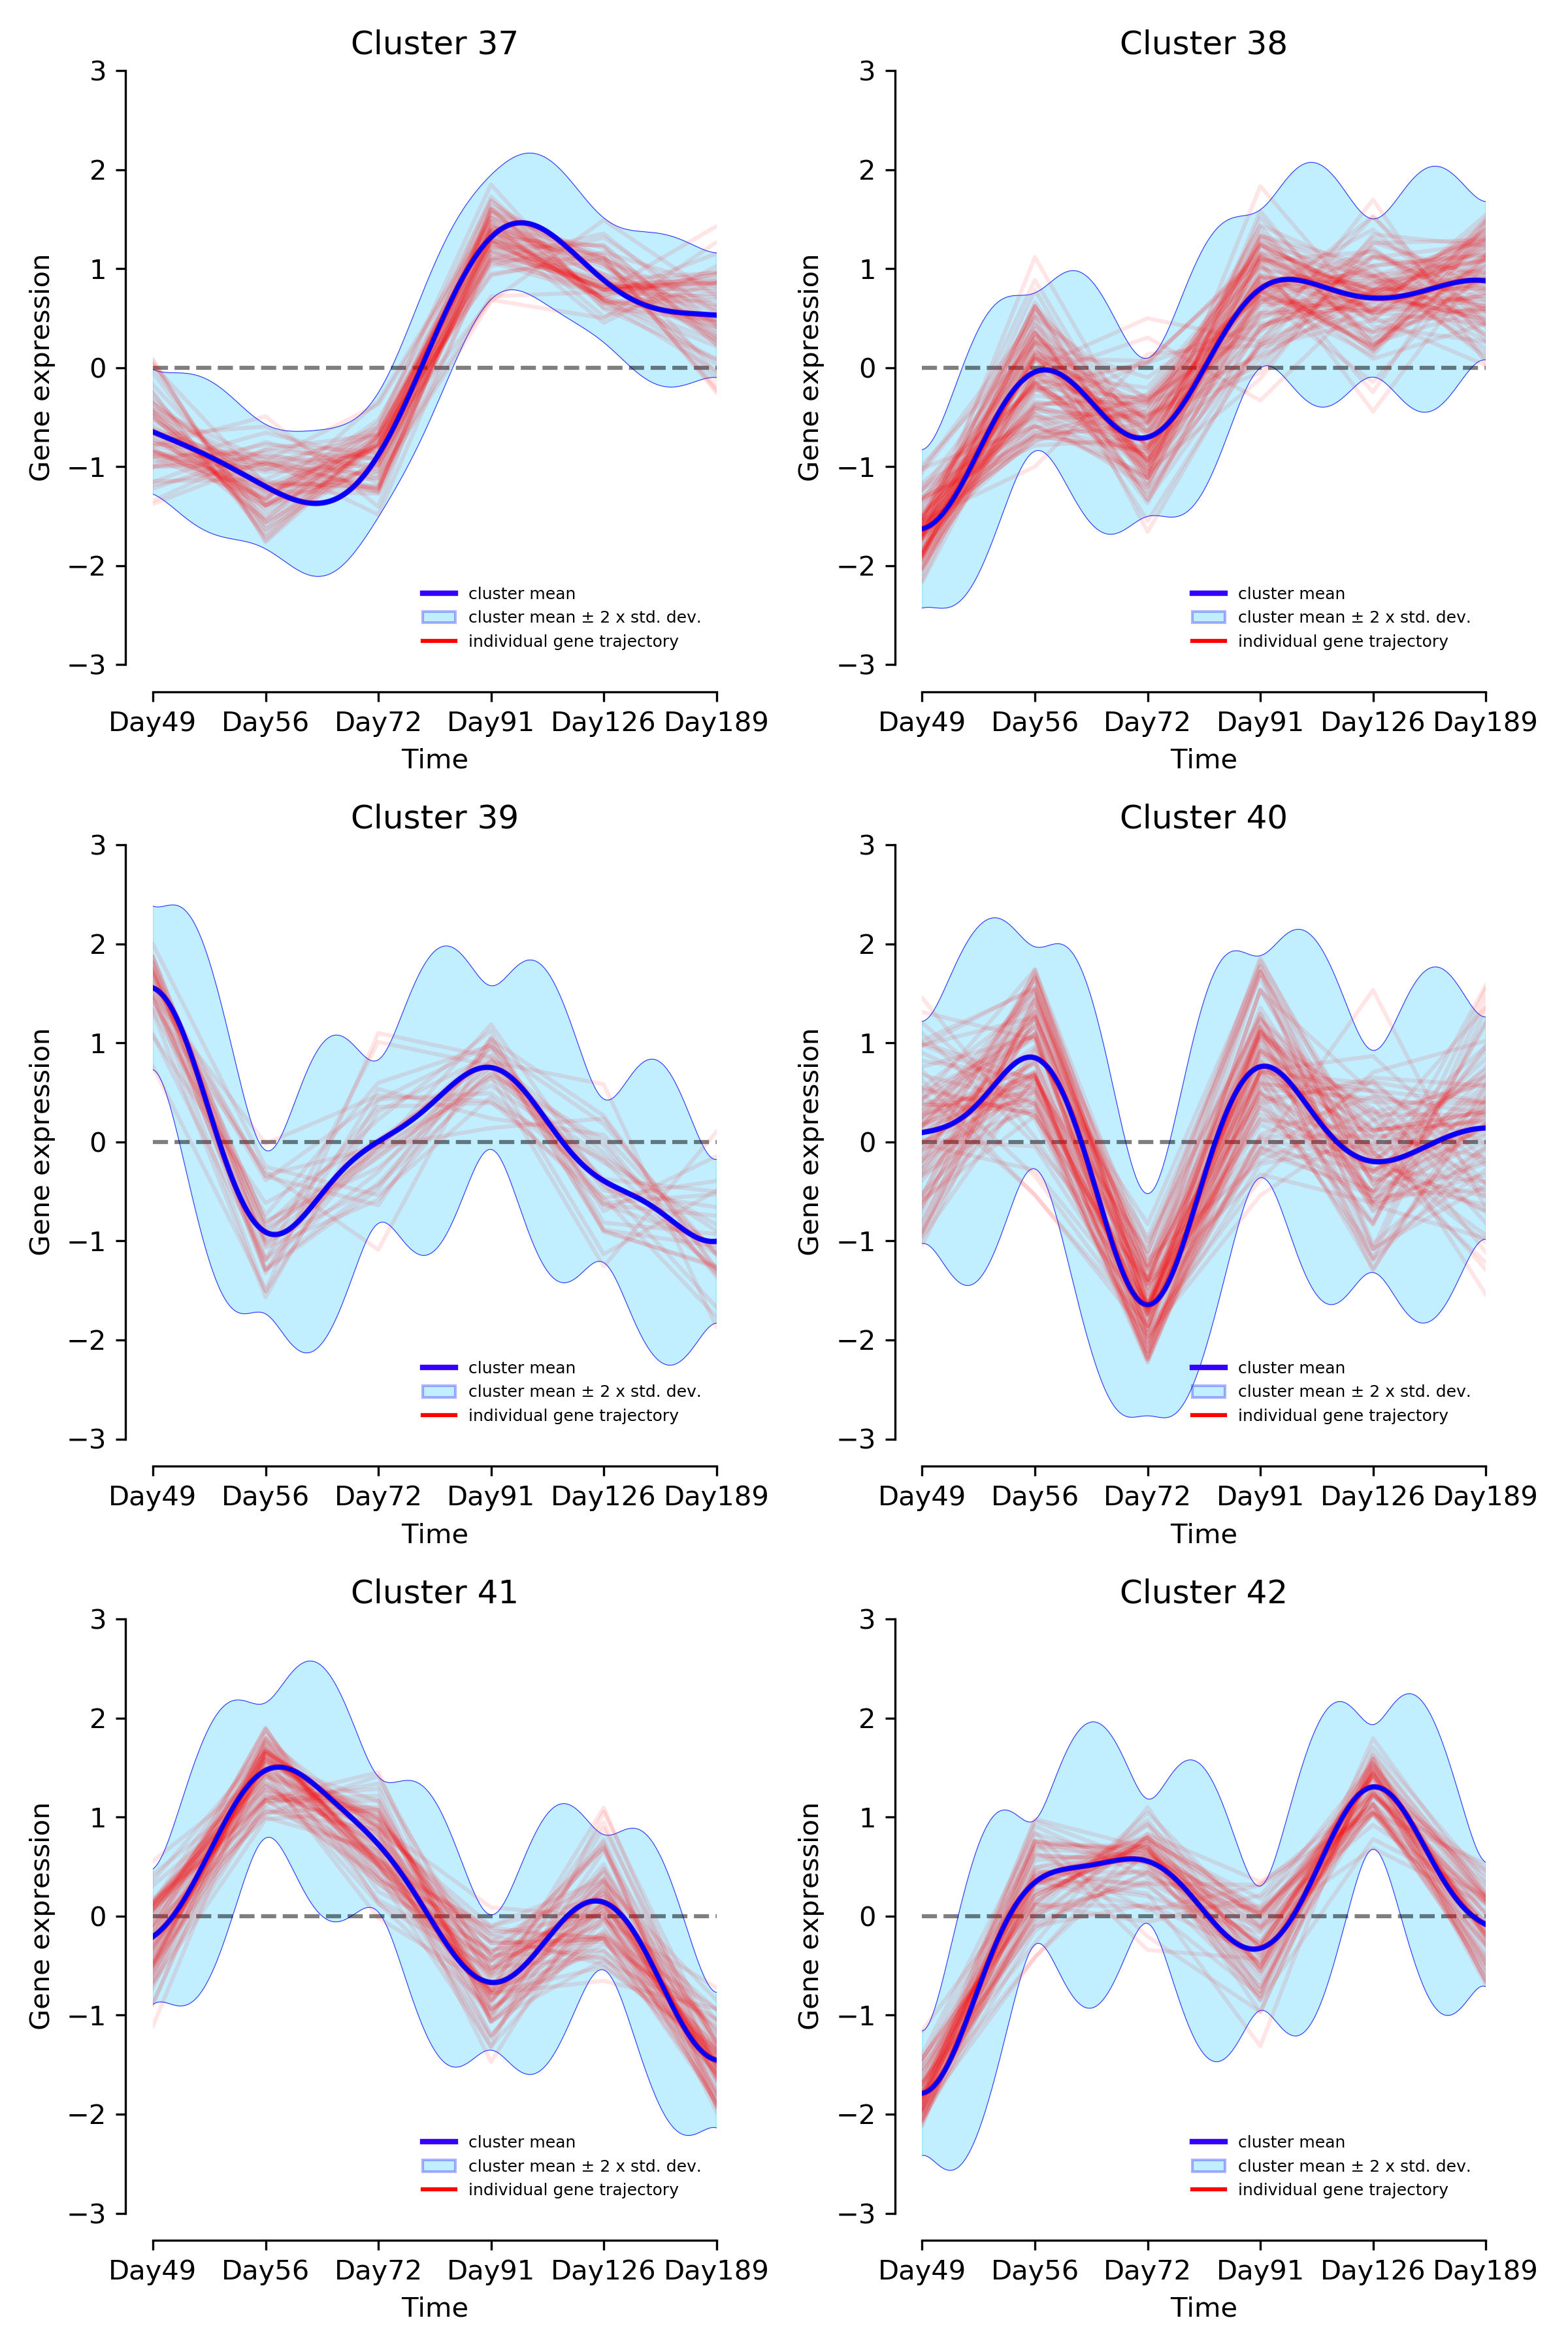 Cluster 37
3
2
1
0
−1
−2
−3
Gene expression
cluster mean
cluster mean ± 2 x std. dev.
individual gene trajectory
Day49 Day56 Day72 Day91 Day126 Day189
Time
Cluster 38
3
2
1
0
−1
−2
−3
Gene expression
cluster mean
cluster mean ± 2 x std. dev.
individual gene trajectory
Day49 Day56 Day72 Day91 Day126 Day189
Time
Cluster 39
3
2
1
0
−1
−2
−3
Gene expression
cluster mean
cluster mean ± 2 x std. dev.
individual gene trajectory
Day49 Day56 Day72 Day91 Day126 Day189
Time
Cluster 40
3
2
1
0
−1
−2
−3
Gene expression
cluster mean
cluster mean ± 2 x std. dev.
individual gene trajectory
Day49 Day56 Day72 Day91 Day126 Day189
Time
Cluster 41
3
2
1
0
−1
−2
−3
Gene expression
cluster mean
cluster mean ± 2 x std. dev.
individual gene trajectory
Day49 Day56 Day72 Day91 Day126 Day189
Time
Cluster 42
3
2
1
0
−1
−2
−3
Gene expression
cluster mean
cluster mean ± 2 x std. dev.
individual gene trajectory
Day49 Day56 Day72 Day91 Day126 Day189
Time